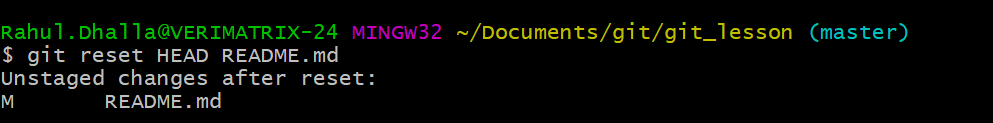 Rahul.Dhalla@VERIMATRIX-24 MINGW32 ~/Documents/git/git_lesson (master)
$ git reset HEAD README.md
Unstaged changes after reset:
M       README.md